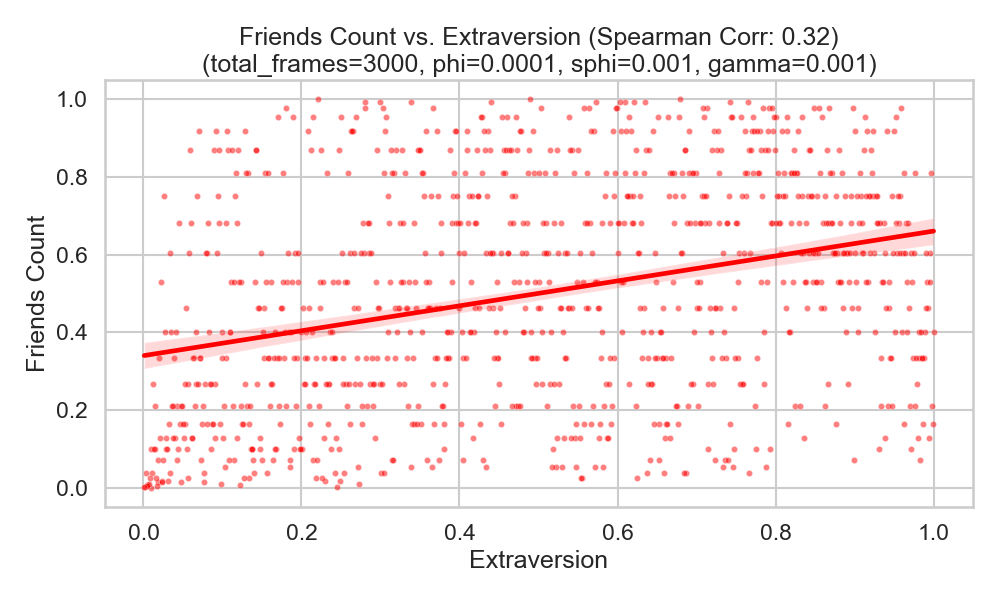 Friends Count vs. Extraversion (Spearman Corr: 0.32)
(total_frames=3000, phi=0.0001, sphi=0.001, gamma=0.001)
Friends Count
1.0
0.8
0.6
0.4
0.2
0.0
0.0 0.2 0.4 0.6 0.8 1.0
Extraversion